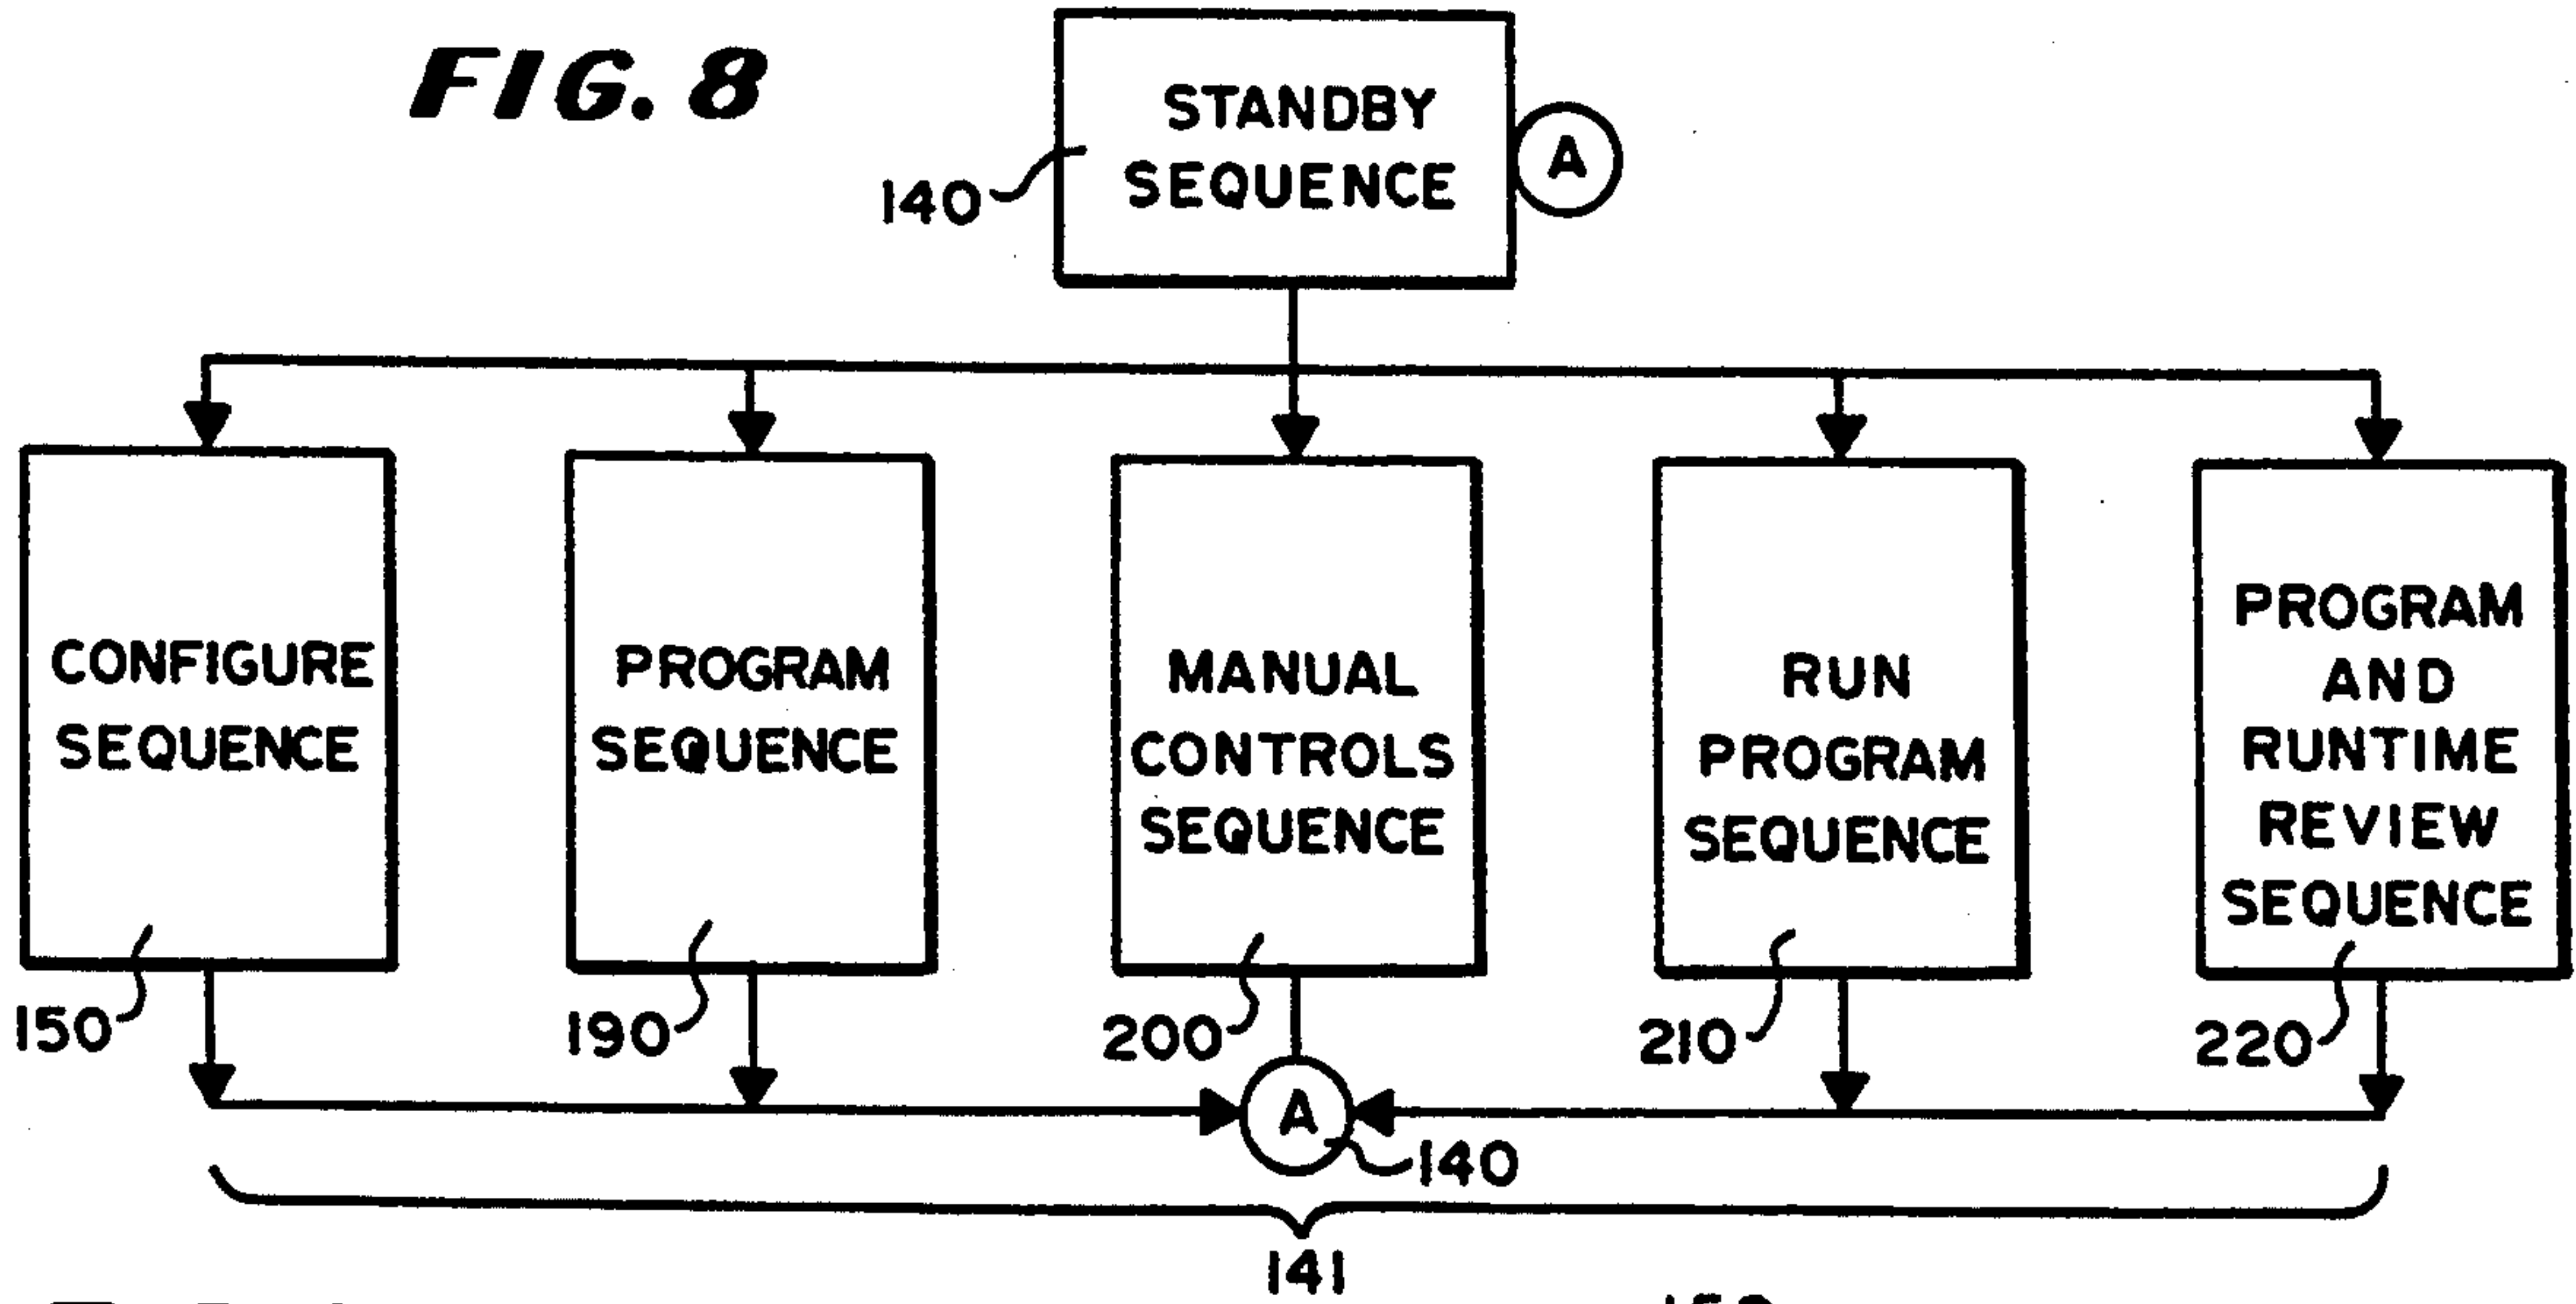 FIG. 8
STANDBY
SEQUENCE
A
140
CONFIGURE
SEQUENCE
150
PROGRAM
SEQUENCE
190
MANUAL
CONTROLS
SEQUENCE
200
RUN
PROGRAM
SEQUENCE
210
PROGRAM
AND
RUNTIME
REVIEW
SEQUENCE
220
A
140
141